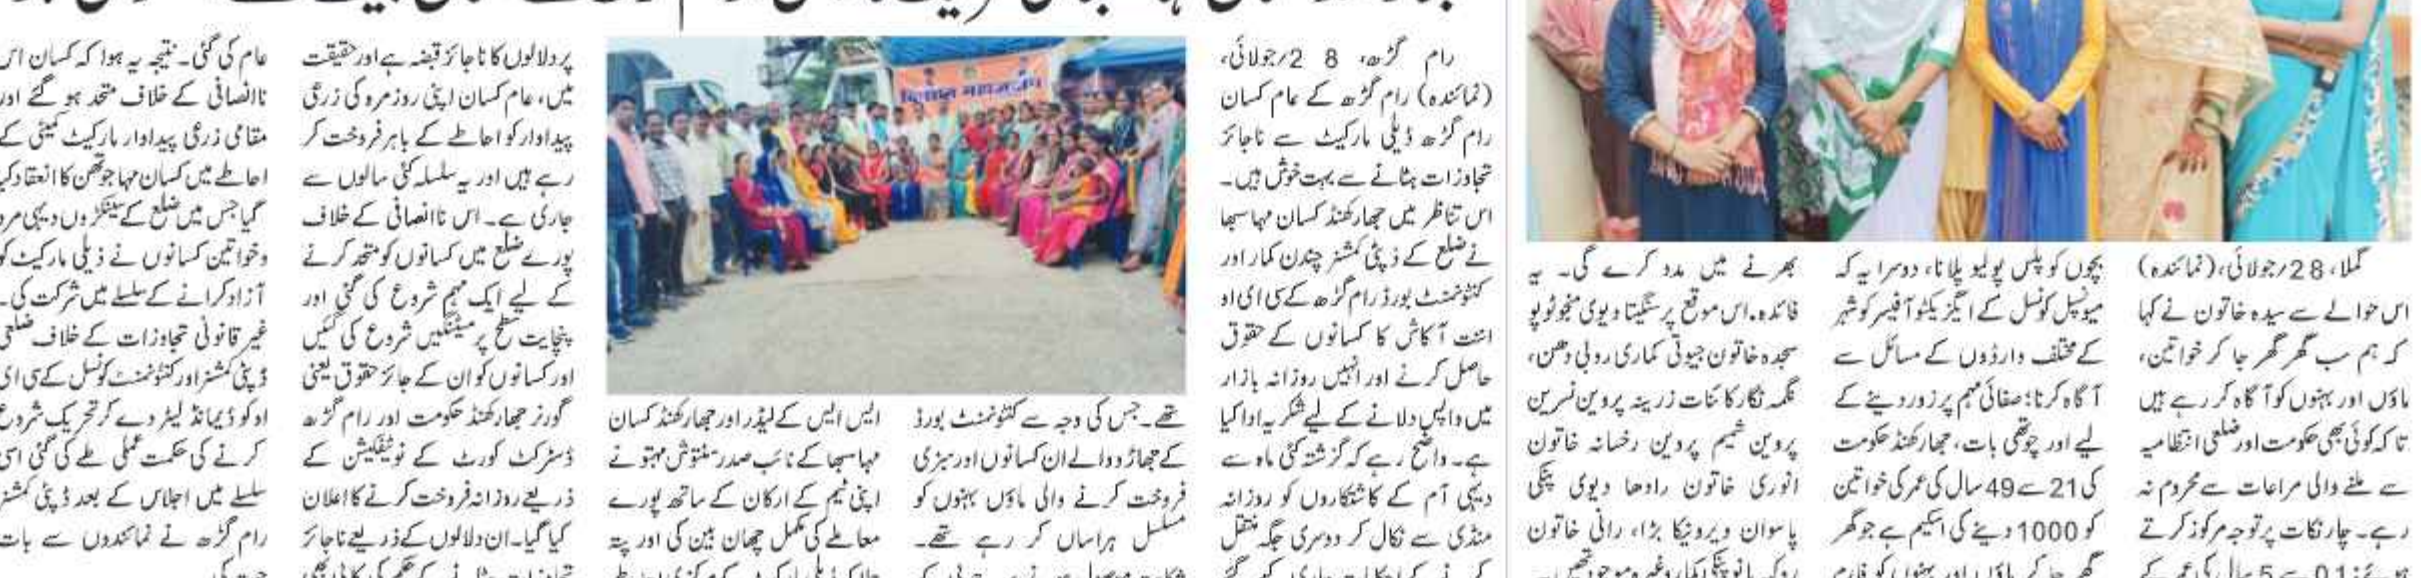 رام گڑھ، 28؍جولائی،
(نمائندہ) رام گڑھ کے عام کسان
رام گڑھ ڈیلی مارکیٹ سے ناجائز
تجاوزات ہٹانے سے بہت خوش ہیں۔
اس تناظر میں جھارکھنڈ کسان مہاسبھا
نے ضلع کے ڈپٹی کمشنر چندن کمار اور
کنٹونمنٹ بورڈ رام گڑھ کے سی ای او
اننت آکاش کا کسانوں کے حقوق
حاصل کرنے اور انہیں روزانہ بازار
میں واپس دلانے کے لیے شکریہ ادا کیا
ہے۔ واضح رہے کہ گزشتہ کئی ماہ سے
دیہی آم کے کاشتکاروں کو روزانہ
منڈی سے نکال کر دوسری جگہ منتقل
تھے۔ جس کی وجہ سے کنٹونمنٹ بورڈ
کے جھاڑو والے ان کسانوں اور سبزی
فروخت کرنے والی ماؤں بہنوں کو
مسلسل ہراساں کر رہے تھے۔
ایس ایس کے لیڈر اور جھارکھنڈ کسان
مہاسبھا کے نائب صدر سنتوش مہتو نے
اپنی ٹیم کے ارکان کے ساتھ پورے
معاملے کی مکمل چھان بین کی اور پتہ
پر دلالوں کا ناجائز قبضہ ہے اور حقیقت
میں، عام کسان اپنی روزمرہ کی زرعی
پیداوار کو احاطے کے باہر فروخت کر
رہے ہیں اور یہ سلسلہ کئی سالوں سے
جاری ہے۔ اس ناانصافی کے خلاف
پورے ضلع میں کسانوں کو متحد کرنے
کے لیے ایک مہم شروع کی گئی اور
پنچایت سطح پر میٹنگیں شروع کی گئیں
اور کسانوں کو ان کے جائز حقوق یعنی
گورنر جھارکھنڈ حکومت اور رام گڑھ
ڈسٹرکٹ کورٹ کے نوٹیفکیشن کے
ذریعے روزانہ فروخت کرنے کا اعلان
کیا گیا۔ ان دلالوں کے ذریعے ناجائز
عام کی گئی۔ نتیجہ یہ ہوا کہ کسان اس
ناانصافی کے خلاف متحد ہو گئے اور
مقامی زرعی پیداوار مارکیٹ کمیٹی کے
احاطے میں کسان مہا جوٹھن کا انعقاد کیا
گیا جس میں ضلع کے سینکڑوں دیہی مرد
وخواتین کسانوں نے ڈیلی مارکیٹ کو
آزاد کرانے کے سلسلے میں شرکت کی۔
غیر قانونی تجاوزات کے خلاف ضلعی
ڈپٹی کمشنر اور کنٹونمنٹ کونسل کے سی ای
او کو ڈیمانڈ لیٹر دے کر تحریک شروع
کرنے کی حکمت عملی طے کی گئی اسی
سلسلے میں اجلاس کے بعد ڈپٹی کمشنر
رام گڑھ نے نمائندوں سے بات
گملا، 28؍جولائی، (نمائندہ)
اس حوالے سے سیدہ خاتون نے کہا
کہ ہم سب گھر گھر جا کر خواتین،
ماؤں اور بہنوں کو آگاہ کر رہے ہیں
تاکہ کوئی بھی حکومت اور ضلعی انتظامیہ
سے ملنے والی مراعات سے محروم نہ
رہے۔ چار نکات پر توجہ مرکوز کرتے
بچوں کو پلس پولیو پلانا، دوسرا یہ کہ
میونسپل کونسل کے ایگزیکٹو آفیسر کو شہر
کے مختلف وارڈوں کے مسائل سے
آگاہ کرنا؛ صفائی مہم پر زور دینے کے
لیے اور چوتھی بات، جھارکھنڈ حکومت
کی 21 سے 49 سال کی عمر کی خواتین
کو 1000 دینے کی اسکیم ہے جو گھر
بھرنے میں مدد کرے گی۔ یہ
فائدہ۔ اس موقع پر سنگیتا دیوی
سجدہ خاتون جیوتی کماری روبی
نگار کائنات زرینہ پروین نسرین
پروین شمیم پروین رخسانہ خاتون
انوری خاتون رادھا دیوی پنکی
پاسوان ویرونیکا بڑا، رانی خاتون